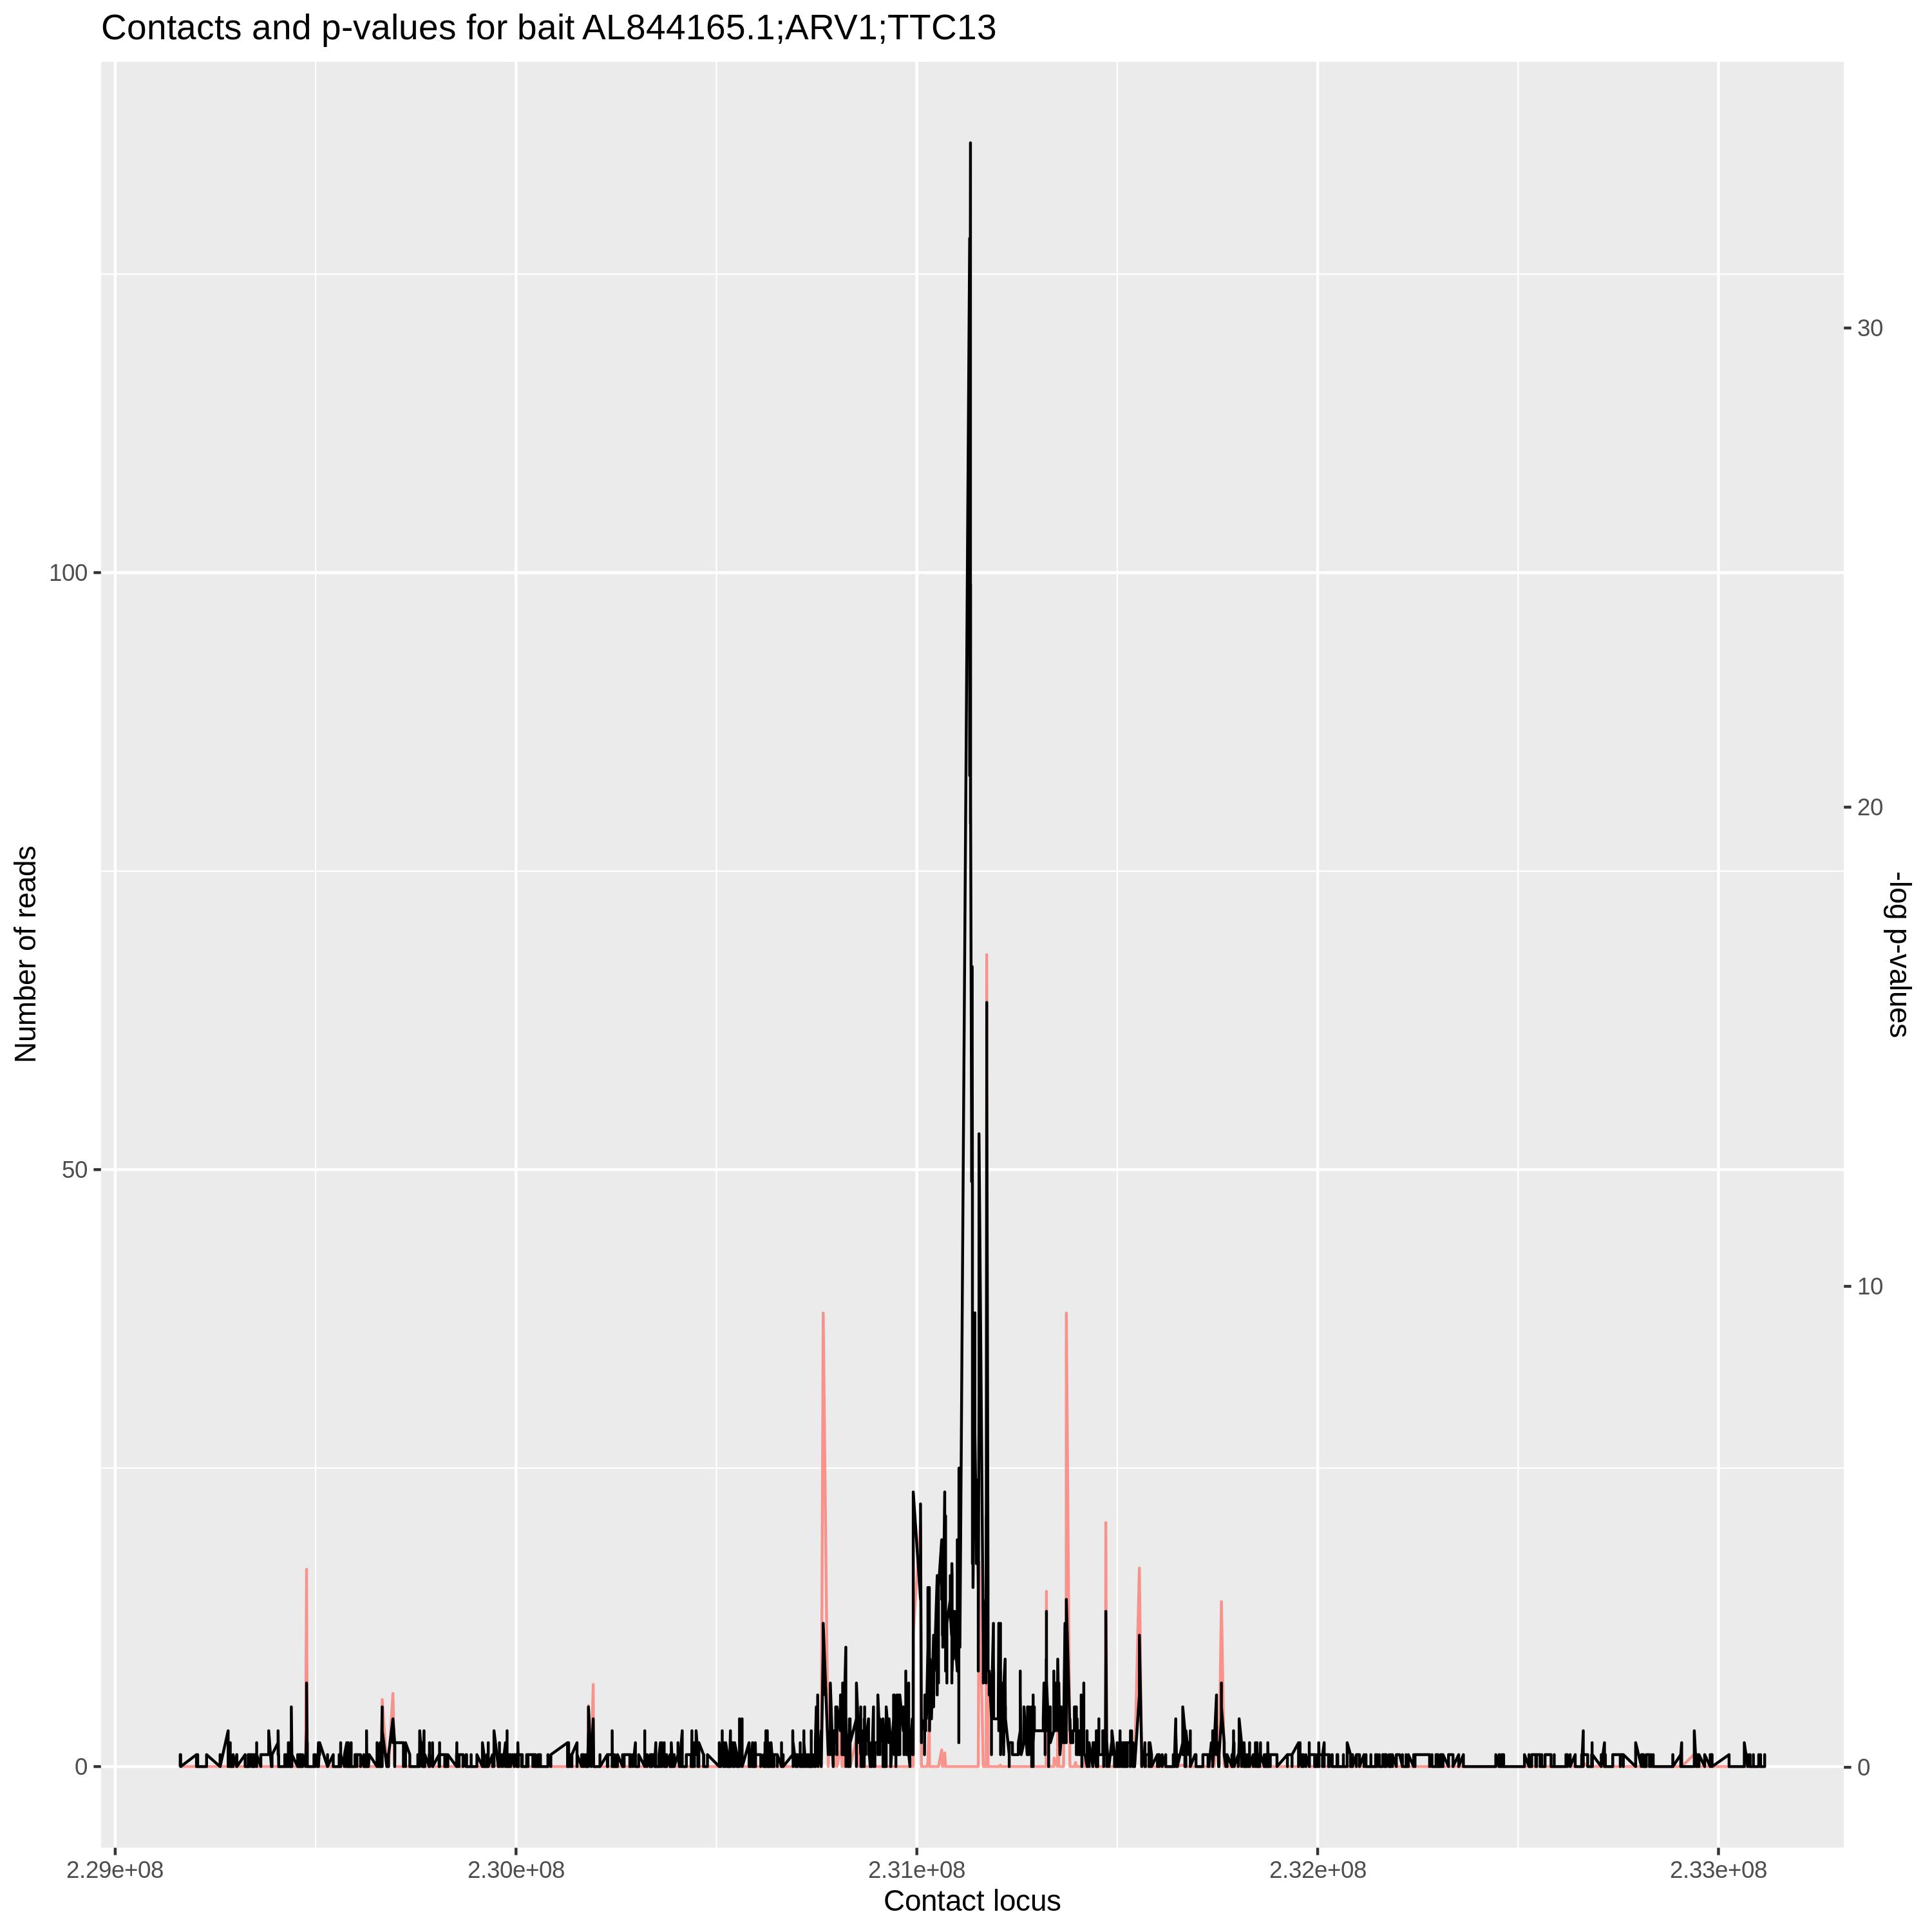 Contacts and p-values for bait AL844165.1;ARV1;TTC13
Number of reads
100
50
0
30
20
10
0
-log p-values
2.29e+08
2.30e+08
2.31e+08
2.32e+08
2.33e+08
Contact locus